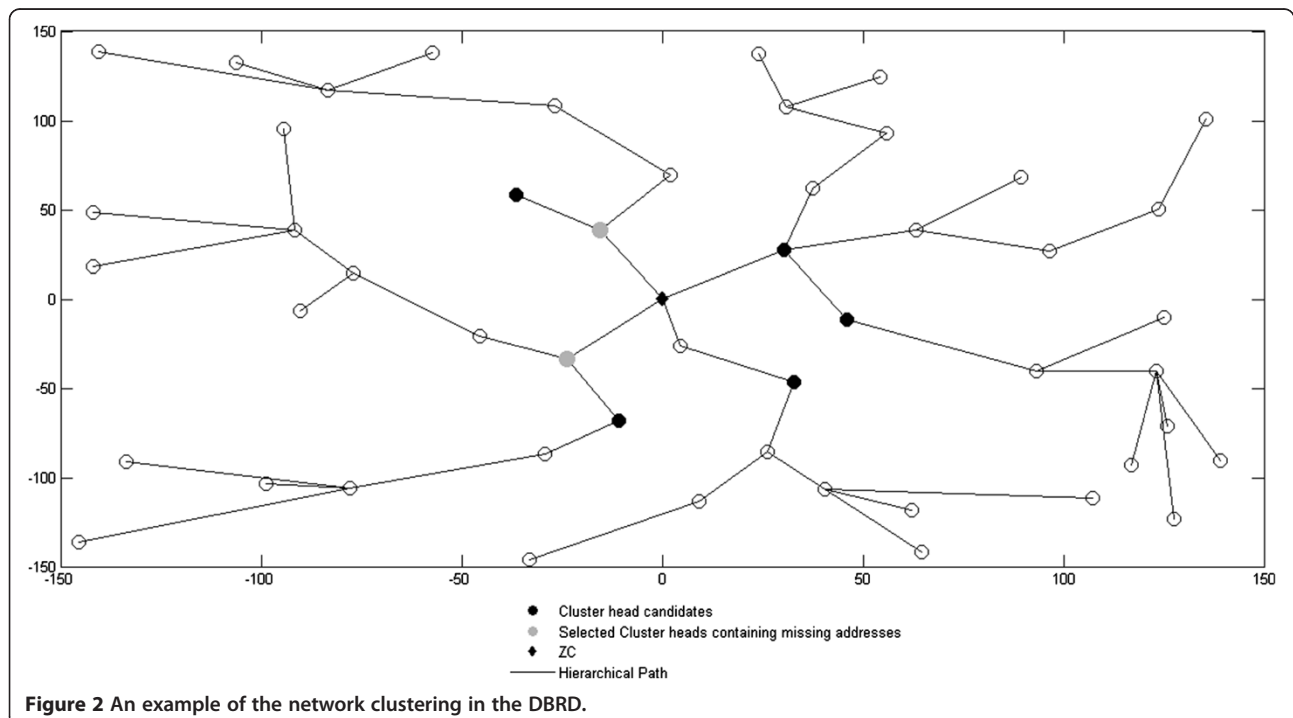 150
100
50
0
-50
-100
-150
-150 -100 -50 0 50 100 150
Cluster head candidates
Selected Cluster heads containing missing addresses
ZC
Hierarchical Path
Figure 2 An example of the network clustering in the DBRD.